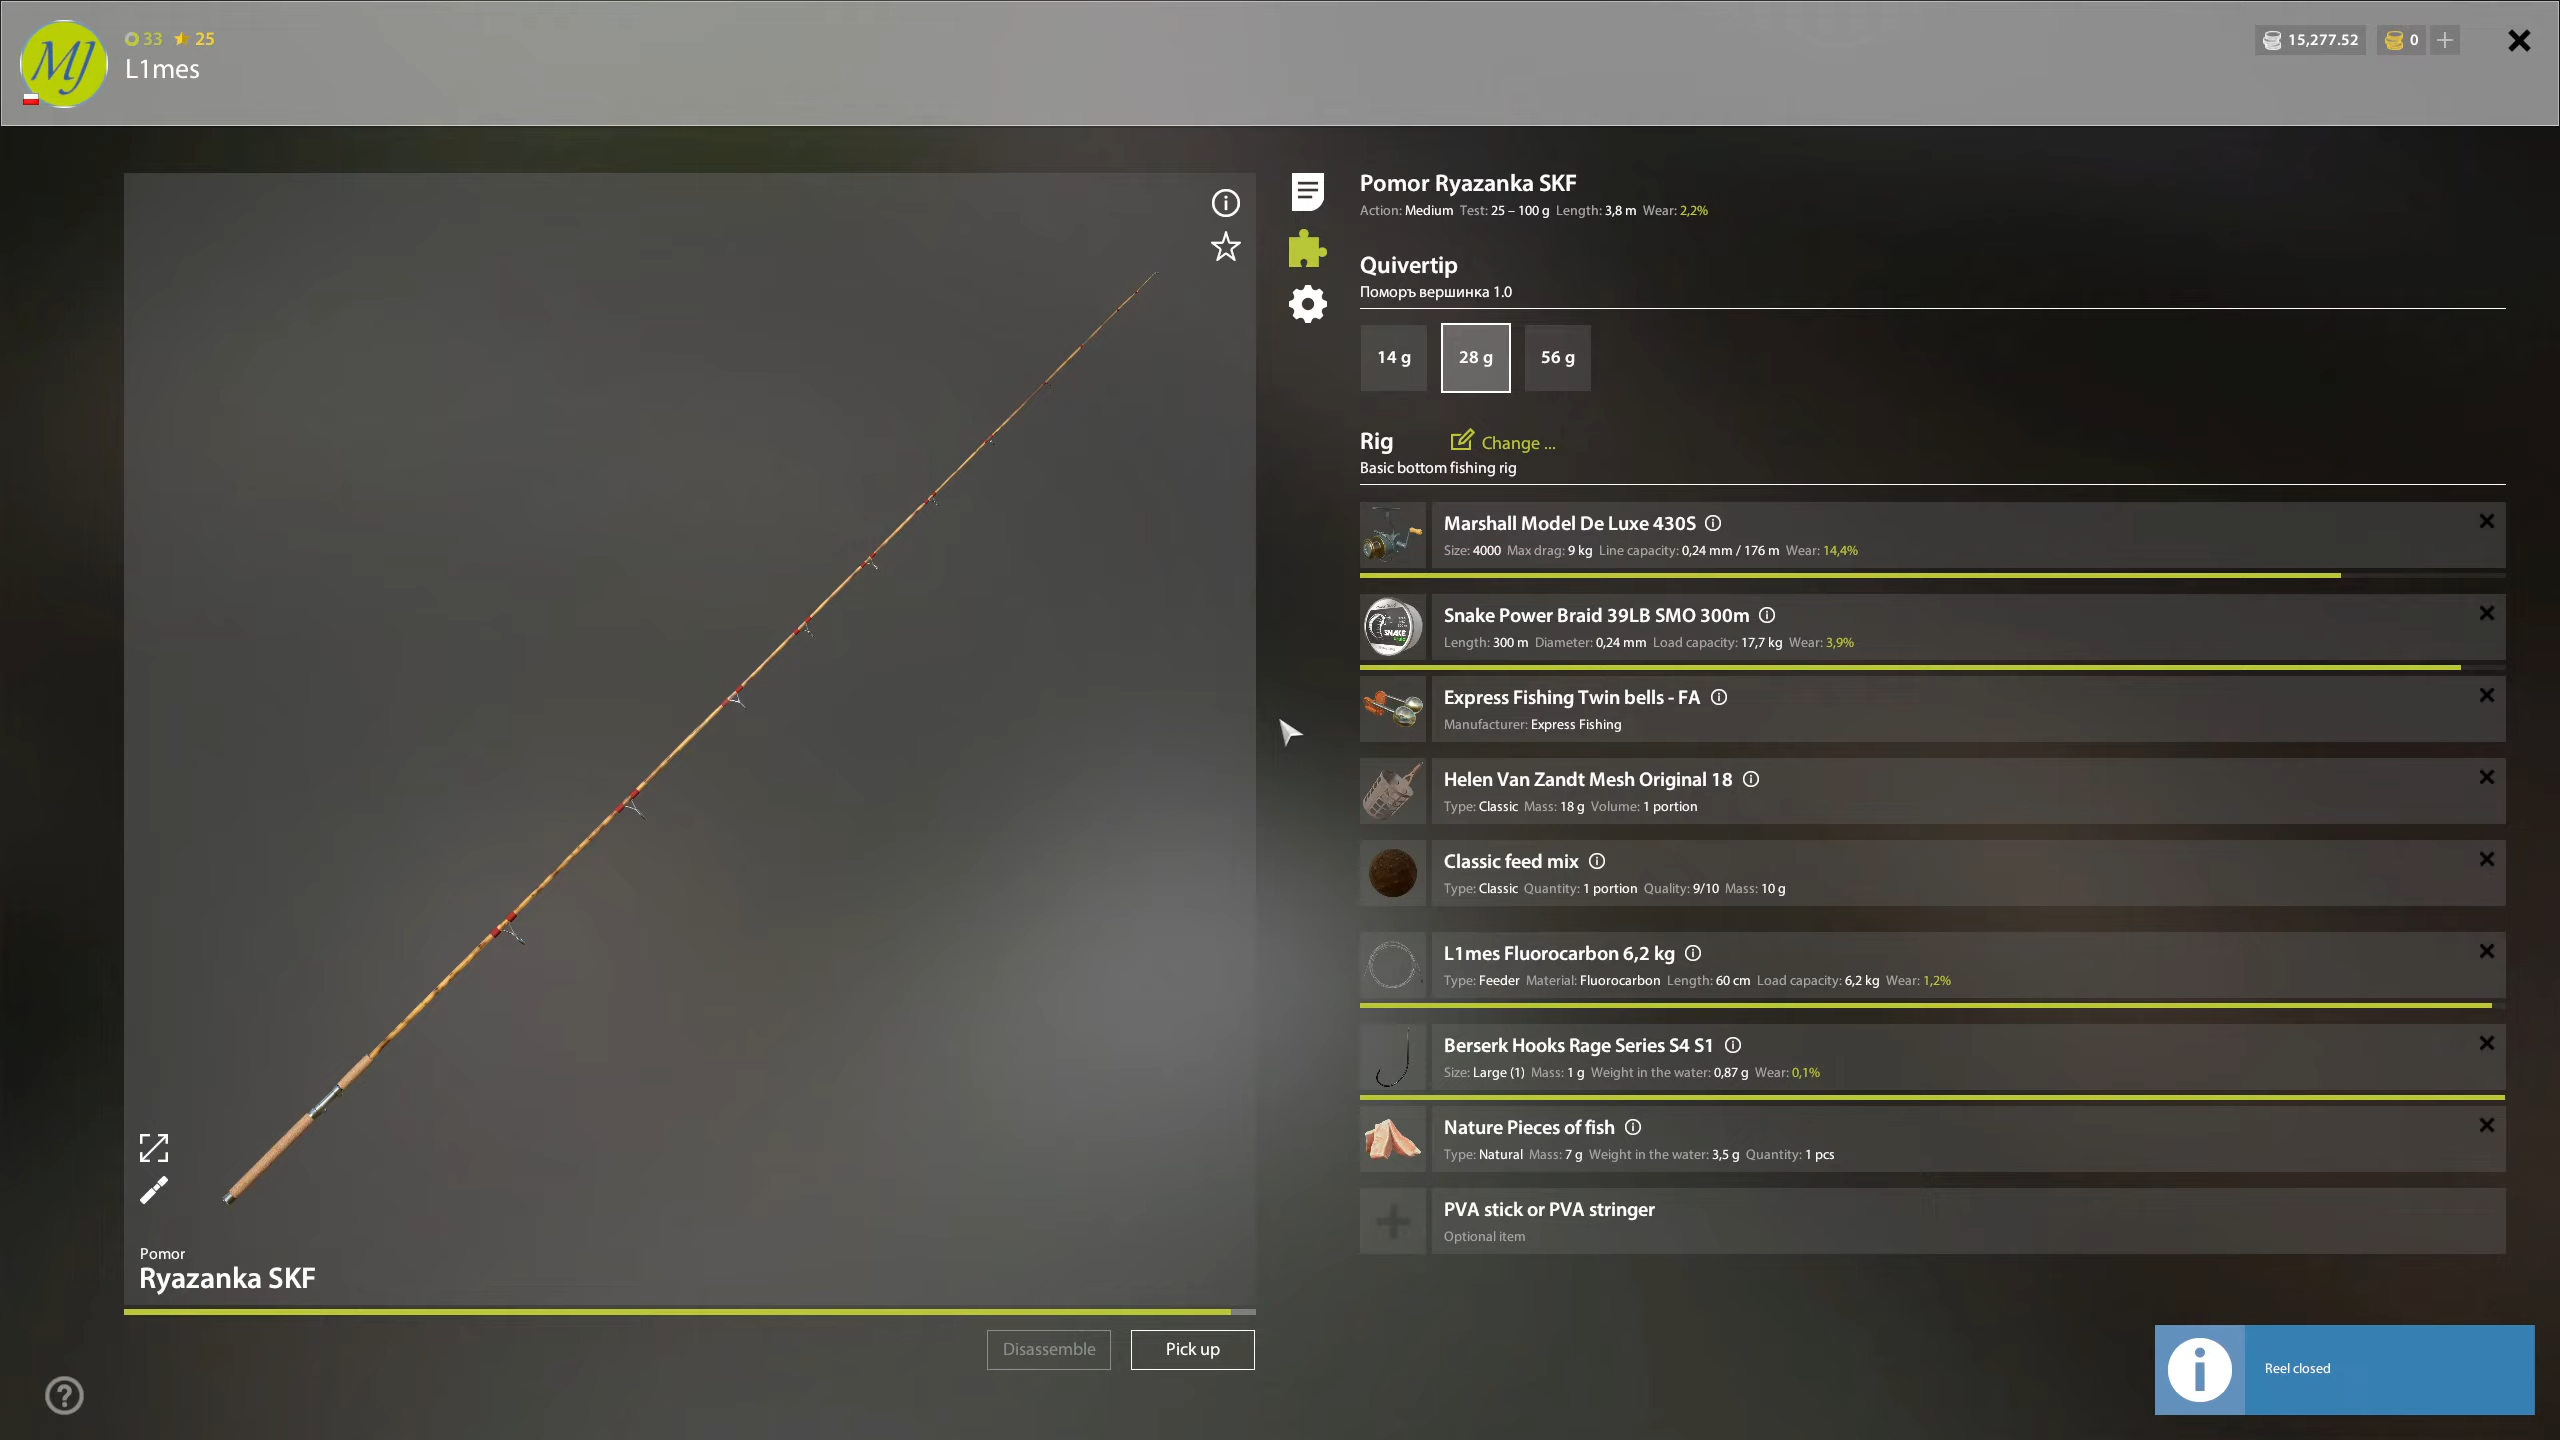 MJ
33 25
L1mes
15,277.52
0
Pomor Ryazanka SKF
Action: Medium Test: 25 – 100 g Length: 3,8 m Wear: 2,2%
Quivertip
Поморъ вершинка 1.0
14 g
28 g
56 g
Rig
Change ...
Basic bottom fishing rig
Marshall Model De Luxe 430S
Size: 4000 Max drag: 9 kg Line capacity: 0,24 mm / 176 m Wear: 14,4%
Snake Power Braid 39LB SMO 300m
Length: 300 m Diameter: 0,24 mm Load capacity: 17,7 kg Wear: 3,9%
SNAKE
Express Fishing Twin bells - FA
Manufacturer: Express Fishing
Helen Van Zandt Mesh Original 18
Type: Classic Mass: 18 g Volume: 1 portion
Classic feed mix
Type: Classic Quantity: 1 portion Quality: 9/10 Mass: 10 g
L1mes Fluorocarbon 6,2 kg
Type: Feeder Material: Fluorocarbon Length: 60 cm Load capacity: 6,2 kg Wear: 1,2%
Berserk Hooks Rage Series S4 S1
Size: Large (1) Mass: 1 g Weight in the water: 0,87 g Wear: 0,1%
Nature Pieces of fish
Type: Natural Mass: 7 g Weight in the water: 3,5 g Quantity: 1 pcs
PVA stick or PVA stringer
Optional item
Pomor
Ryazanka SKF
Disassemble
Pick up
Reel closed